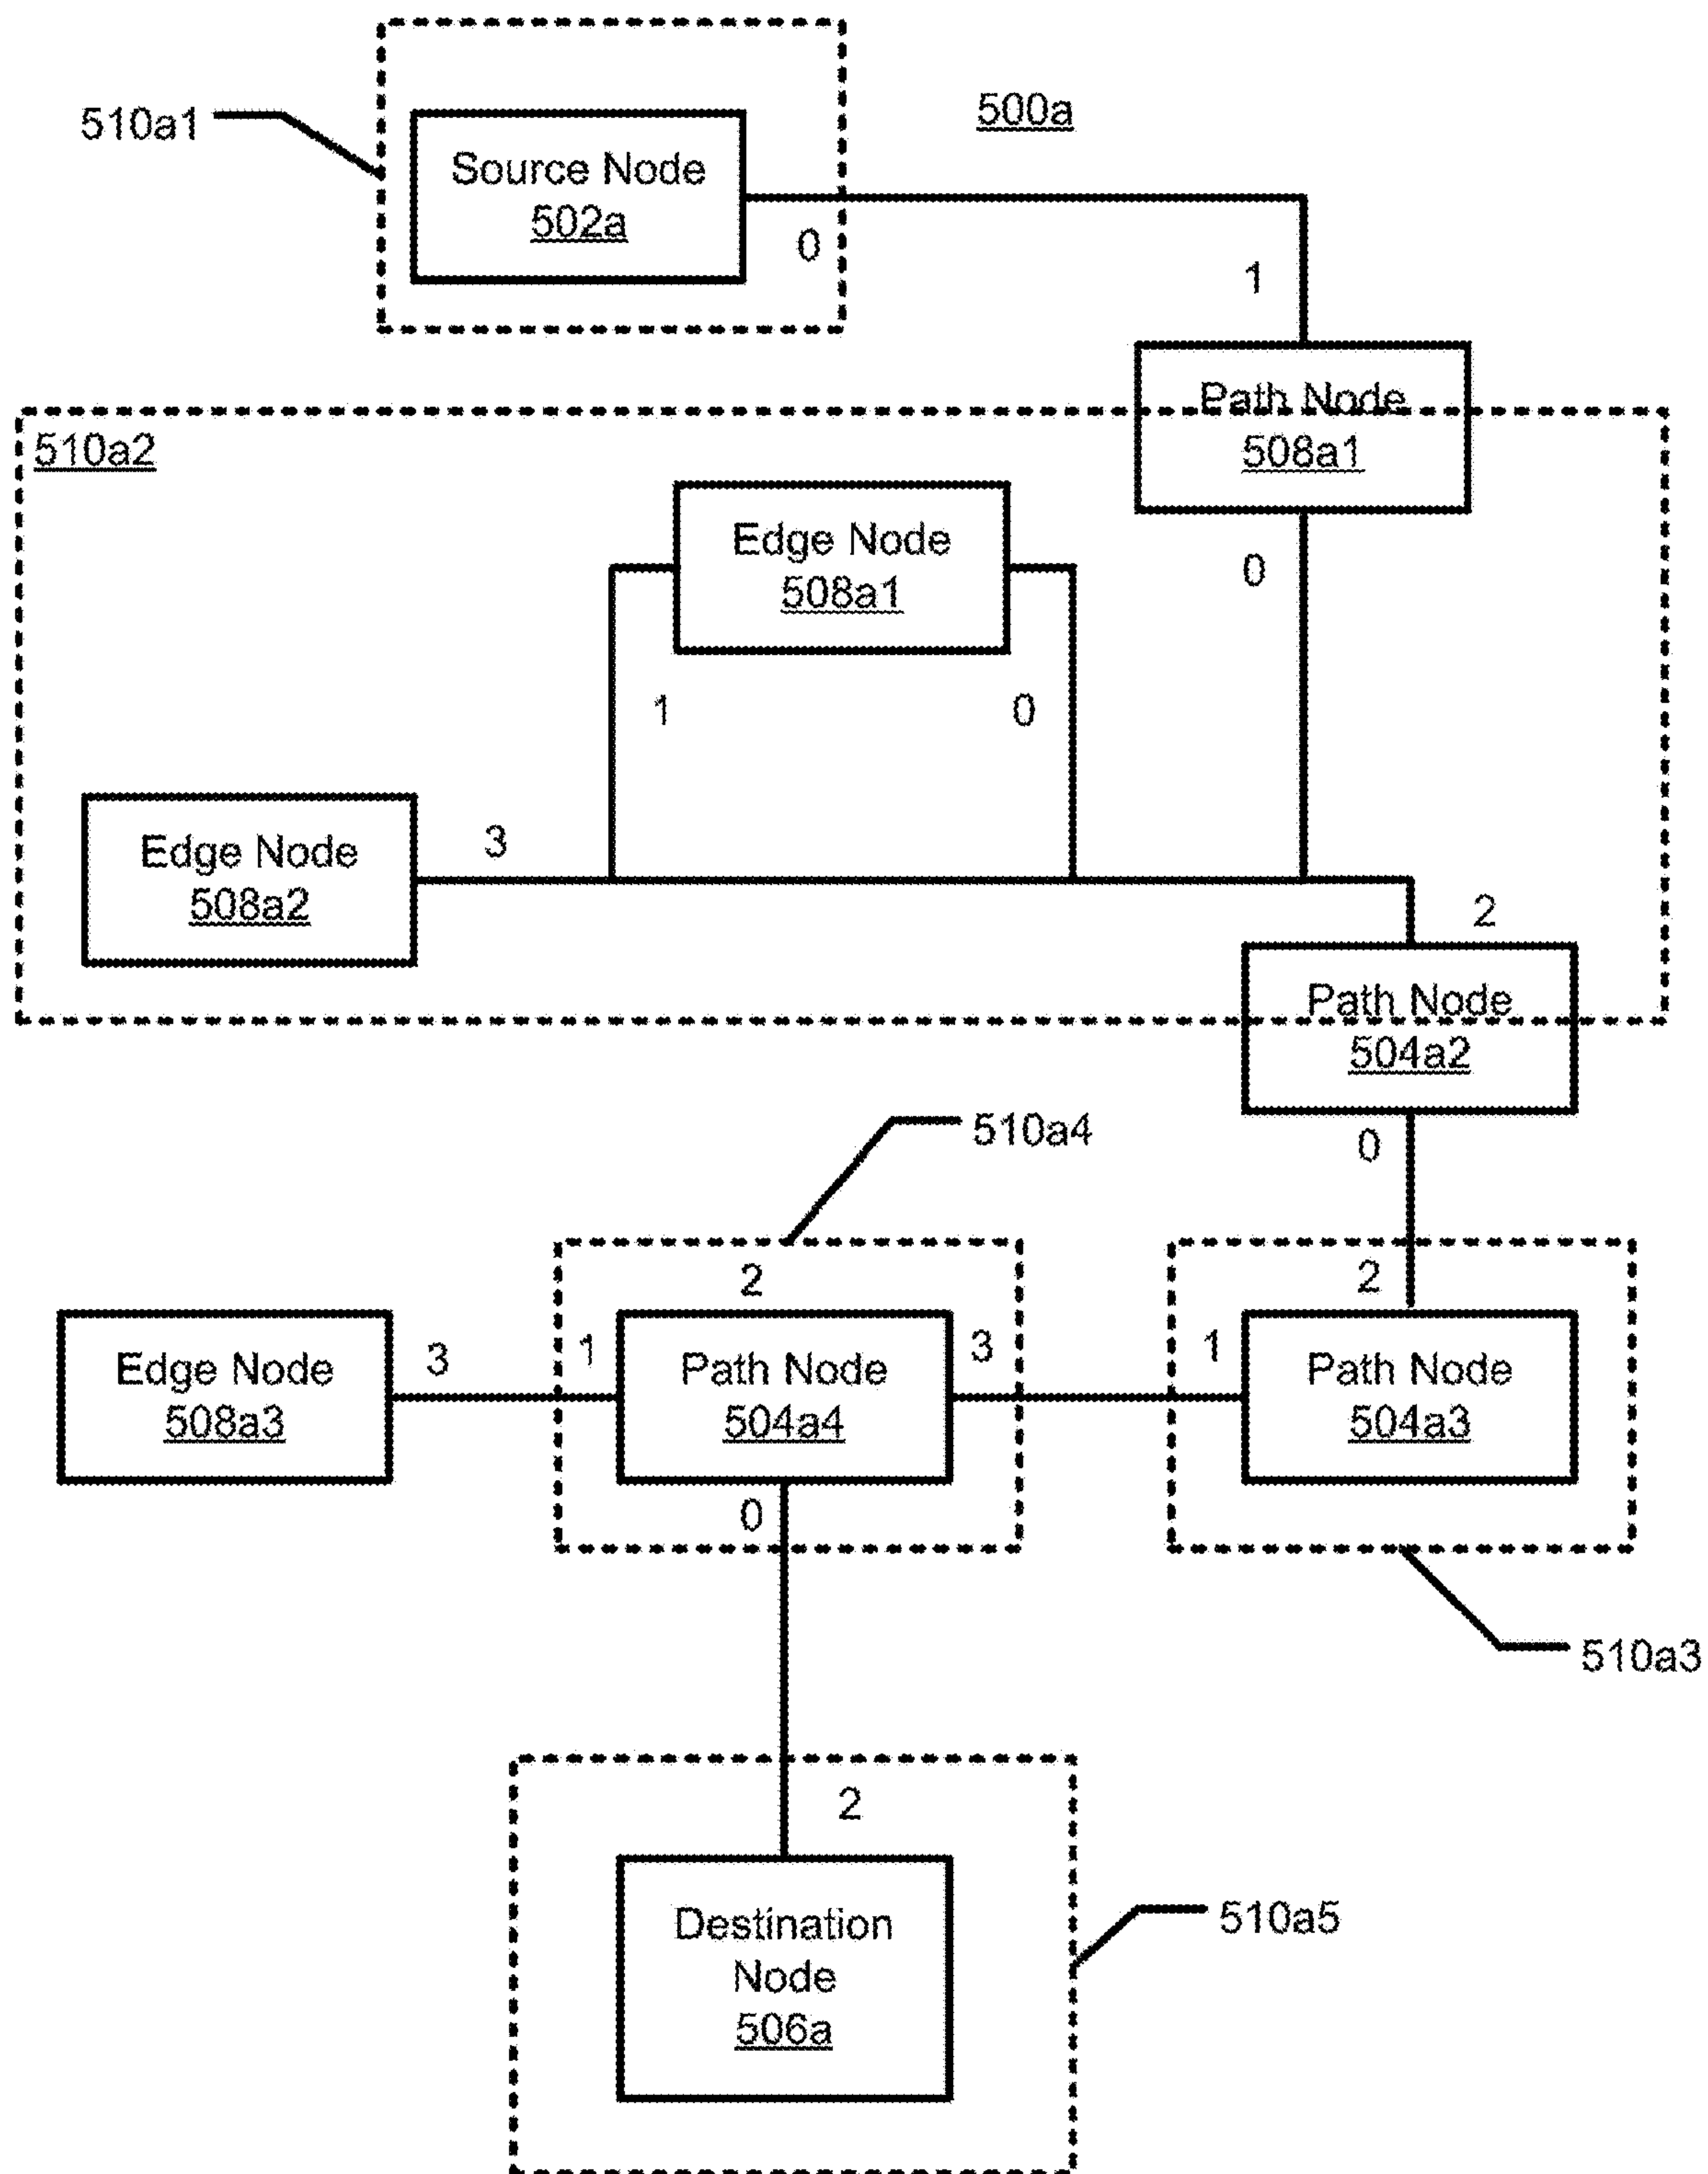 510a1
500a
Source Node
502a
0
1
Path Node
508a1
510a2
Edge Node
508a1
0
1
0
Edge Node
508a2
3
2
Path Node
504a2
0
510a4
2
2
Edge Node
508a3
3
1
Path Node
504a4
3
1
Path Node
504a3
0
510a3
2
Destination
Node
506a
510a5